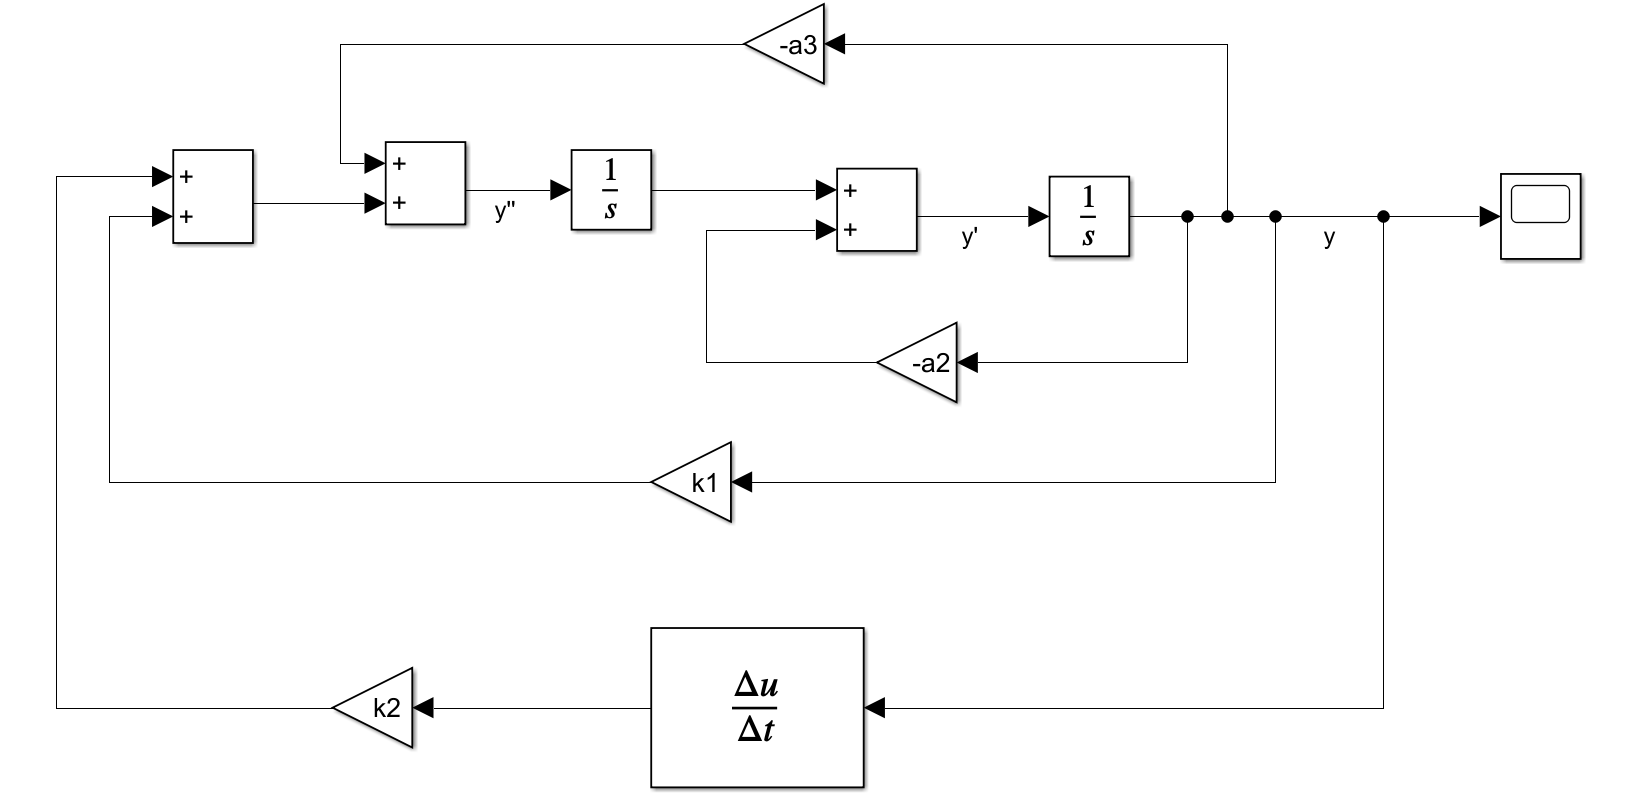 -a3
+
+
+
+
y"
1
s
+
+
y'
1
s
y
-a2
k1
k2
Δu
Δt